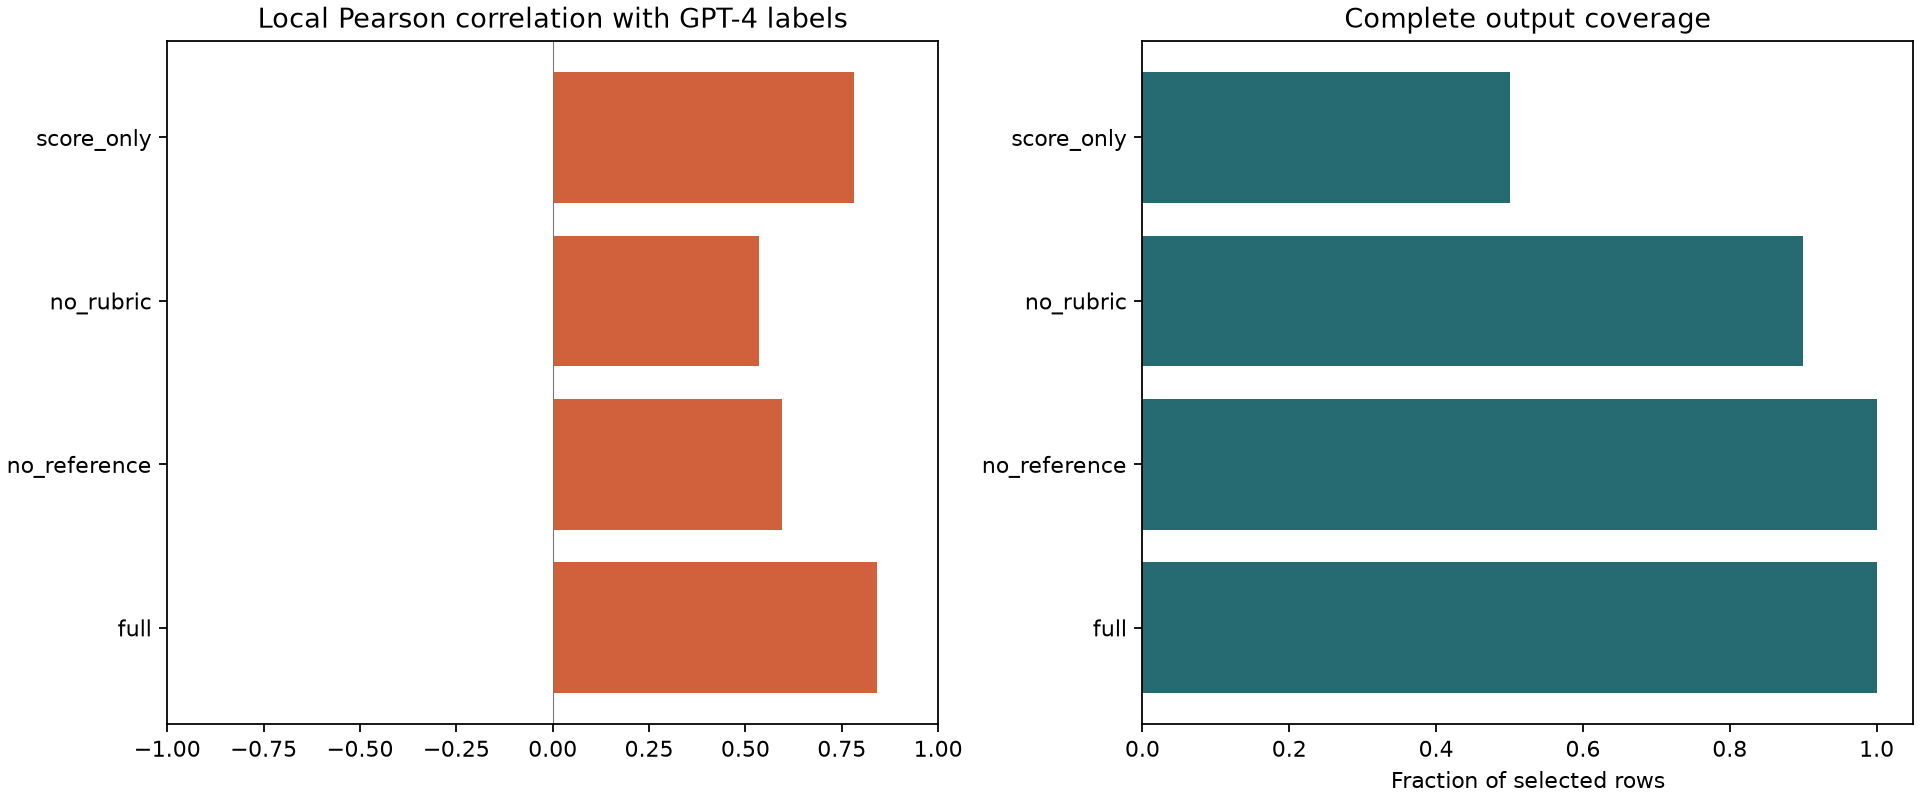 Local Pearson correlation with GPT-4 labels
score_only
no_rubric
no_reference
full
−1.00 −0.75 −0.50 −0.25 0.00 0.25 0.50 0.75 1.00
Complete output coverage
score_only
no_rubric
no_reference
full
0.0 0.2 0.4 0.6 0.8 1.0
Fraction of selected rows